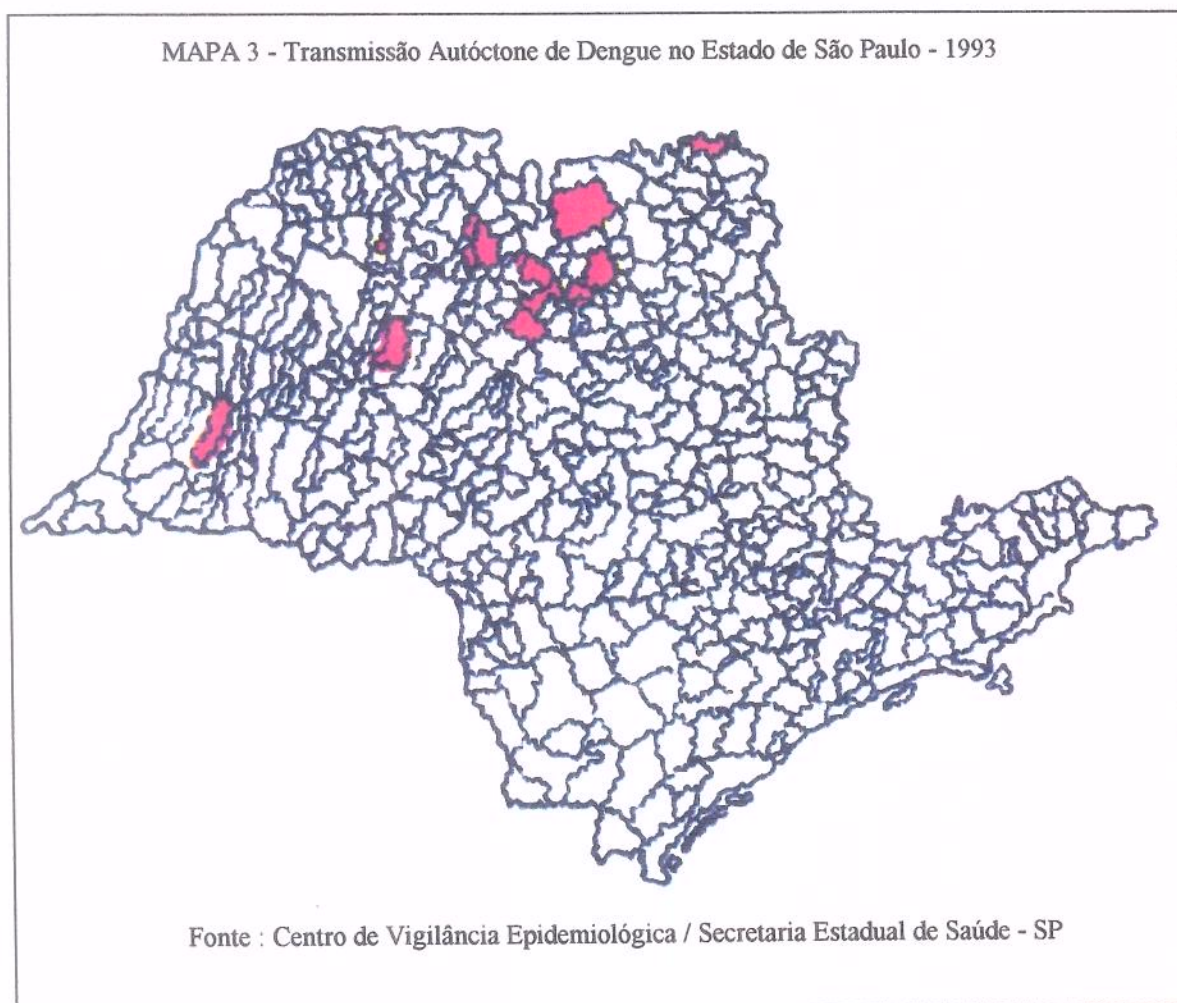 MAPA 3 - Transmissão Autóctone de Dengue no Estado de São Paulo - 1993
Fonte : Centro de Vigilância Epidemiológica / Secretaria Estadual de Saúde - SP